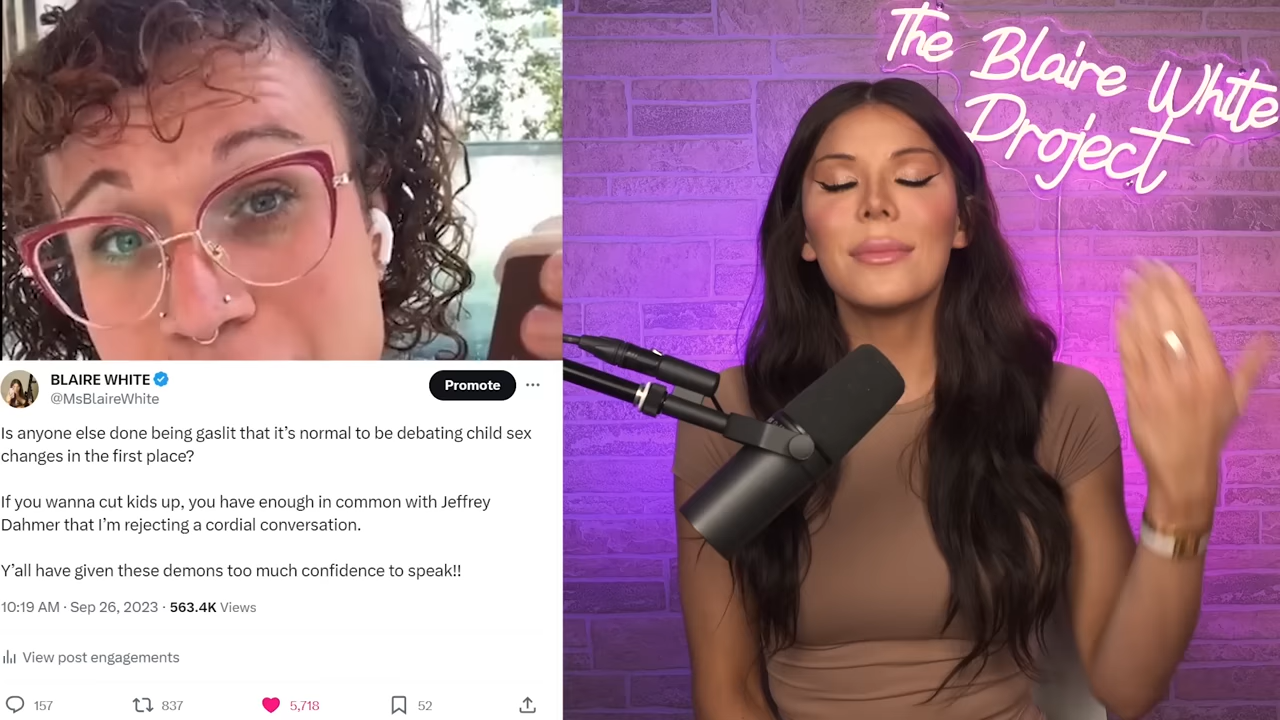 BLAIRE WHITE
@MsBlaireWhite
Promote
Is anyone else done being gaslit that it's normal to be debating child sex
changes in the first place?
If you wanna cut kids up, you have enough in common with Jeffrey
Dahmer that I'm rejecting a cordial conversation.
Y'all have given these demons too much confidence to speak!!
10:19 AM · Sep 26, 2023 · 563.4K Views
View post engagements
157
837
5,718
52
The Blaire White
Project